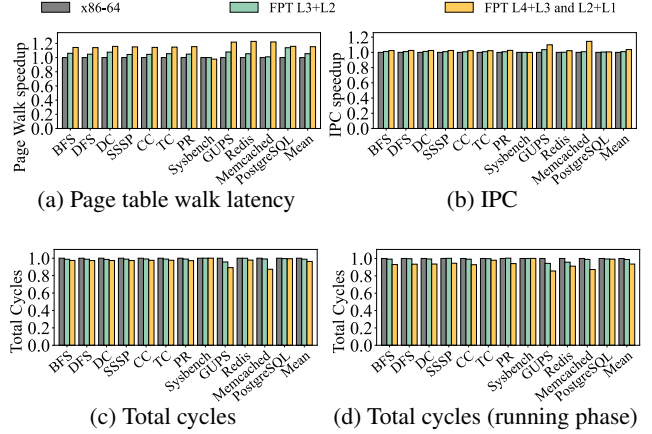 x86-64 FPT L3+L2 FPT L4+L3 and L2+L1
Page Walk speedup
1.2
1.0
0.8
0.6
0.4
0.2
0.0
BFS DFS DC SSSP CC TC PR Sysbench GUPS Redis Memcached PostgreSQL Mean
(a) Page table walk latency
IPC speedup
1.2
1.0
0.8
0.6
0.4
0.2
0.0
BFS DFS DC SSSP CC TC PR Sysbench GUPS Redis Memcached PostgreSQL Mean
(b) IPC
Total Cycles
1.0
0.8
0.6
0.4
0.2
0.0
BFS DFS DC SSSP CC TC PR Sysbench GUPS Redis Memcached PostgreSQL Mean
(c) Total cycles
Total Cycles
1.0
0.8
0.6
0.4
0.2
0.0
BFS DFS DC SSSP CC TC PR Sysbench GUPS Redis Memcached PostgreSQL Mean
(d) Total cycles (running phase)